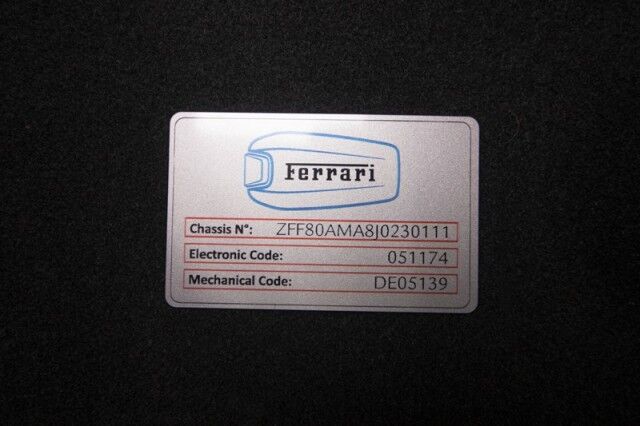 Ferrari
Chassis N°: ZFF80AMA8J0230111
Electronic Code: 051174
Mechanical Code: DE05139